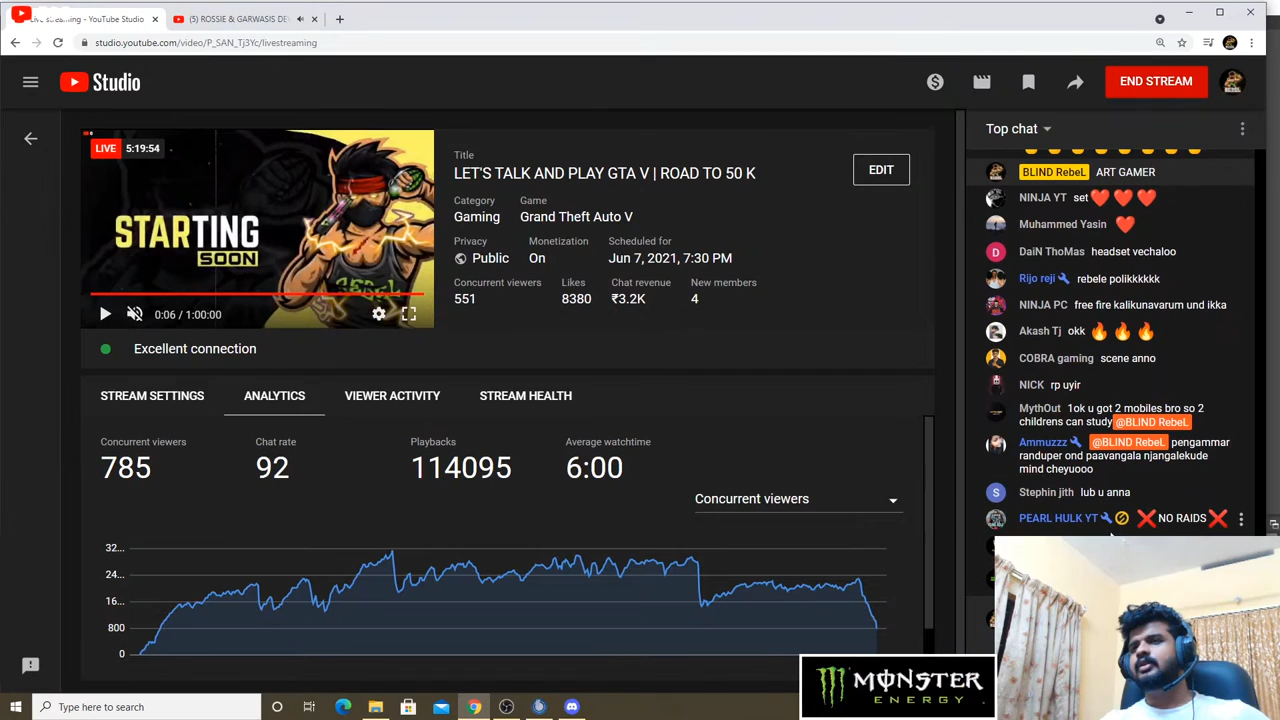 Live streaming - YouTube Studio
(5) ROSSIE & GARWASIS DE
studio.youtube.com/video/P_SAN_Tj3Yc/livestreaming
Studio
END STREAM
LIVE 5:19:54
STARTING
SOON
REBEL
0:06 / 1:00:00
Title
LET'S TALK AND PLAY GTA V | ROAD TO 50 K
EDIT
Category Game
Gaming Grand Theft Auto V
Privacy Monetization Scheduled for
Public On Jun 7, 2021, 7:30 PM
Concurrent viewers Likes Chat revenue New members
551 8380 ₹3.2K 4
Excellent connection
STREAM SETTINGS ANALYTICS VIEWER ACTIVITY STREAM HEALTH
Concurrent viewers Chat rate Playbacks Average watchtime
785 92 114095 6:00
Concurrent viewers
32...
24...
16...
800
0
Top chat
BLIND RebeL ART GAMER
NINJA YT set ❤️❤️❤️
Muhammed Yasin ❤️
DaiN ThoMas headset vechaloo
Rijo reji rebele polikkkkkk
NINJA PC free fire kalikunavarum und ikka
Akash Tj okk 🔥🔥🔥
COBRA gaming scene anno
NICK rp uyir
MythOut 1ok u got 2 mobiles bro so 2
childrens can study @BLIND RebeL
Ammuzzz @BLIND RebeL pengammar
randuper ond paavangala njangalekude
mind cheyuooo
Stephin jith lub u anna
PEARL HULK YT ❌ NO RAIDS ❌
MONSTER
ENERGY
Type here to search